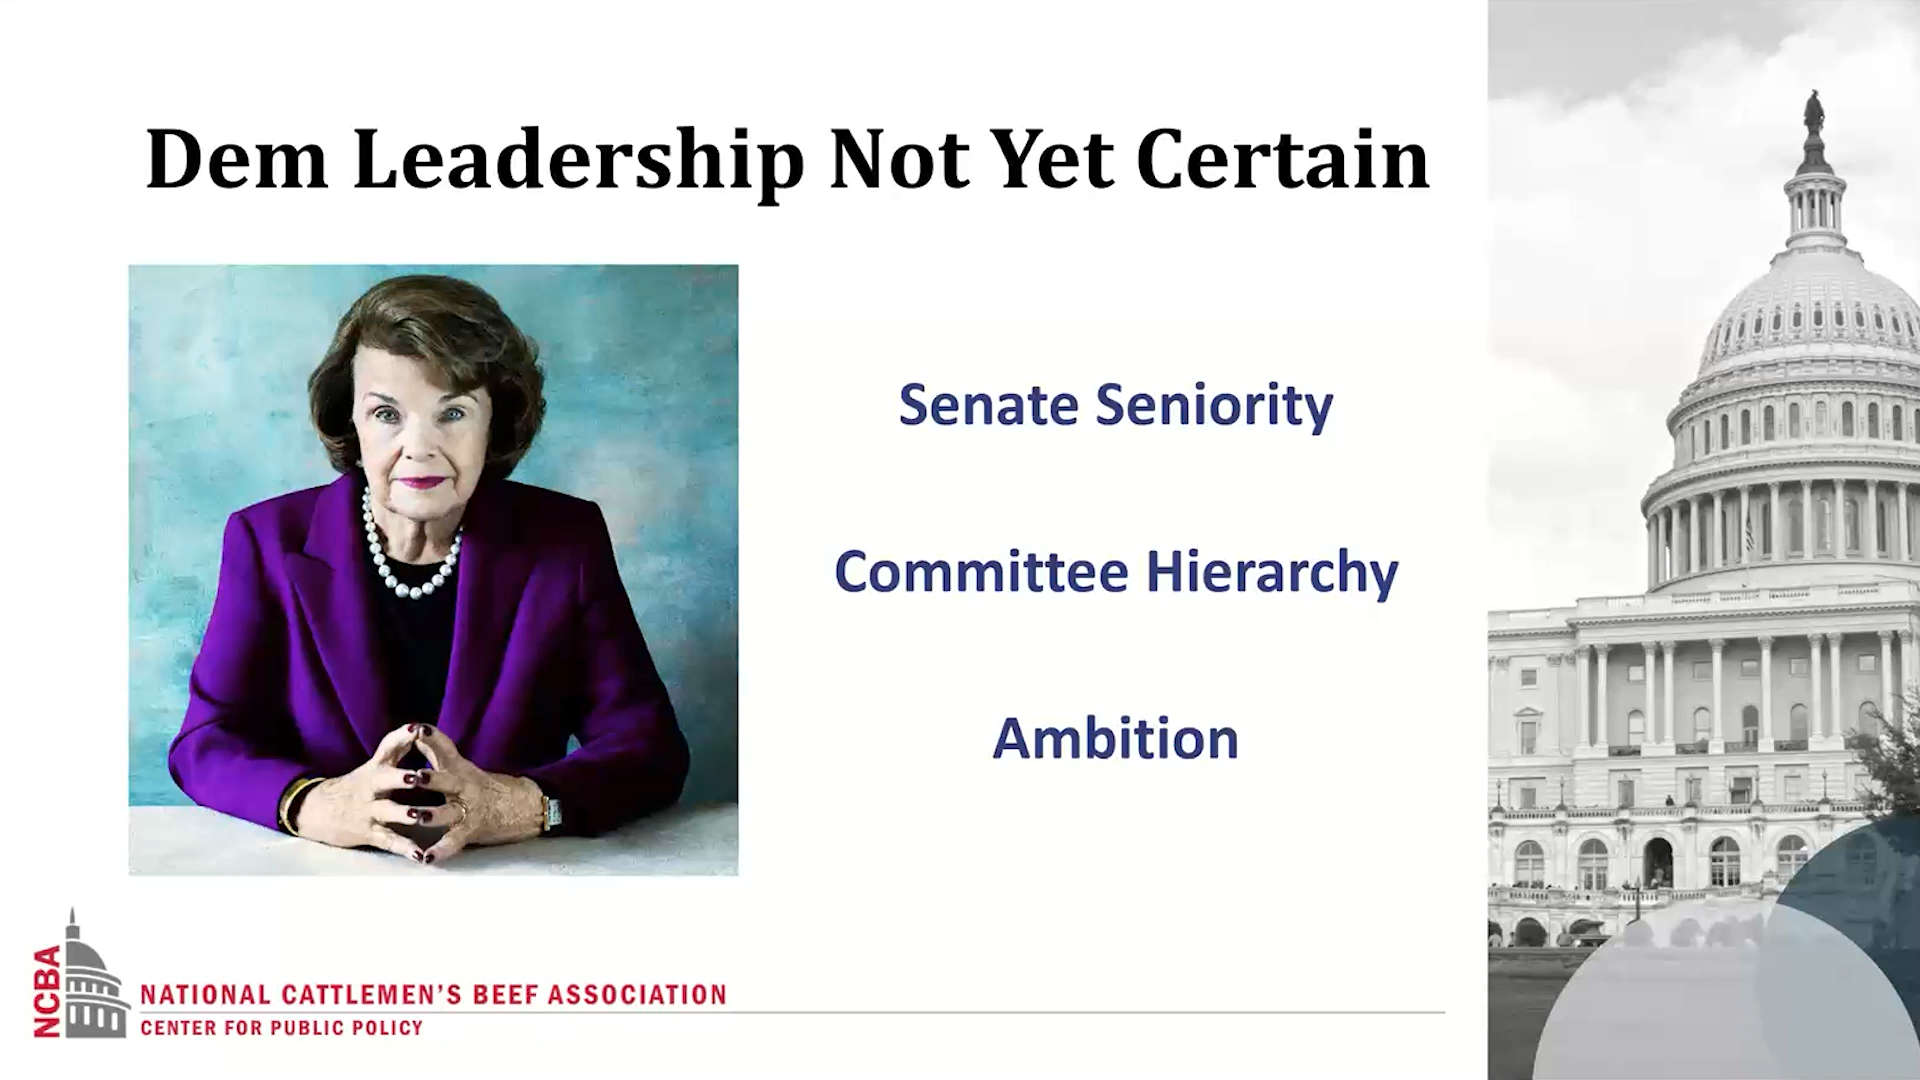 Dem Leadership Not Yet Certain
Senate Seniority
Committee Hierarchy
Ambition
NCBA
NATIONAL CATTLEMEN'S BEEF ASSOCIATION
CENTER FOR PUBLIC POLICY